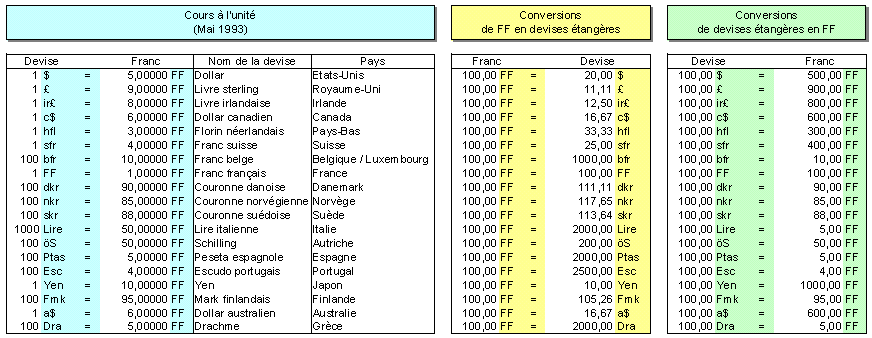 Cours à l'unité
(Mai 1993)
Conversions
de FF en devises étangères
Conversions
de devises étangères en FF
Devise Franc Nom de la devise Pays Franc Devise Devise Franc
1 $ = 5,00000 FF Dollar Etats-Unis 100,00 FF = 20,00 $ 100,00 $ = 500,00 FF
1 £ = 9,00000 FF Livre sterling Royaume-Uni 100,00 FF = 11,11 £ 100,00 £ = 900,00 FF
1 ir£ = 8,00000 FF Livre irlandaise Irlande 100,00 FF = 12,50 ir£ 100,00 ir£ = 800,00 FF
1 c$ = 6,00000 FF Dollar canadien Canada 100,00 FF = 16,67 c$ 100,00 c$ = 600,00 FF
1 hfl = 3,00000 FF Florin néerlandais Pays-Bas 100,00 FF = 33,33 hfl 100,00 hfl = 300,00 FF
1 sfr = 4,00000 FF Franc suisse Suisse 100,00 FF = 25,00 sfr 100,00 sfr = 400,00 FF
100 bfr = 10,00000 FF Franc belge Belgique / Luxembourg 100,00 FF = 1000,00 bfr 100,00 bfr = 10,00 FF
1 FF = 1,00000 FF Franc français France 100,00 FF = 100,00 FF 100,00 FF = 100,00 FF
100 dkr = 90,00000 FF Couronne danoise Danemark 100,00 FF = 111,11 dkr 100,00 dkr = 90,00 FF
100 nkr = 85,00000 FF Couronne norvégienne Norvège 100,00 FF = 117,65 nkr 100,00 nkr = 85,00 FF
100 skr = 88,00000 FF Couronne suédoise Suède 100,00 FF = 113,64 skr 100,00 skr = 88,00 FF
1000 Lire = 50,00000 FF Lire italienne Italie 100,00 FF = 2000,00 Lire 100,00 Lire = 5,00 FF
100 öS = 50,00000 FF Schilling Autriche 100,00 FF = 200,00 öS 100,00 öS = 50,00 FF
100 Ptas = 5,00000 FF Peseta espagnole Espagne 100,00 FF = 2000,00 Ptas 100,00 Ptas = 5,00 FF
100 Esc = 4,00000 FF Escudo portugais Portugal 100,00 FF = 2500,00 Esc 100,00 Esc = 4,00 FF
1 Yen = 10,00000 FF Yen Japon 100,00 FF = 10,00 Yen 100,00 Yen = 1000,00 FF
100 Fmk = 95,00000 FF Mark finlandais Finlande 100,00 FF = 105,26 Fmk 100,00 Fmk = 95,00 FF
1 a$ = 6,00000 FF Dollar australien Australie 100,00 FF = 16,67 a$ 100,00 a$ = 600,00 FF
100 Dra = 5,00000 FF Drachme Grèce 100,00 FF = 2000,00 Dra 100,00 Dra = 5,00 FF